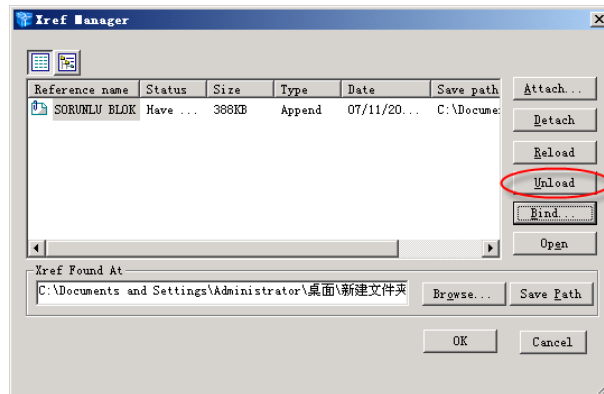 Xref Manager
Reference name Status Size Type Date Save path
SORUNLU BLOK Have ... 388KB Append 07/11/20... C:\Docume
Attach...
Detach
Reload
Unload
Bind...
Open
Xref Found At
C:\Documents and Settings\Administrator\桌面\新建文件夹
Browse...
Save Path
OK
Cancel